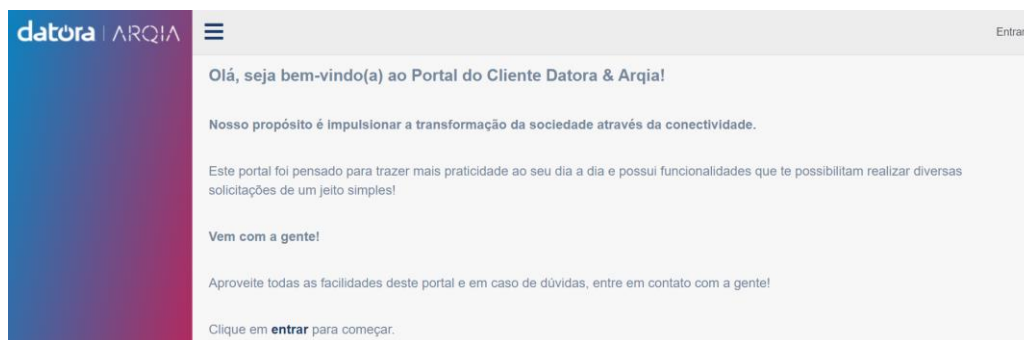 datora | ARQIA
Entrar
Olá, seja bem-vindo(a) ao Portal do Cliente Datora & Arqia!
Nosso propósito é impulsionar a transformação da sociedade através da conectividade.
Este portal foi pensado para trazer mais praticidade ao seu dia a dia e possui funcionalidades que te possibilitam realizar diversas
solicitações de um jeito simples!
Vem com a gente!
Aproveite todas as facilidades deste portal e em caso de dúvidas, entre em contato com a gente!
Clique em entrar para começar.